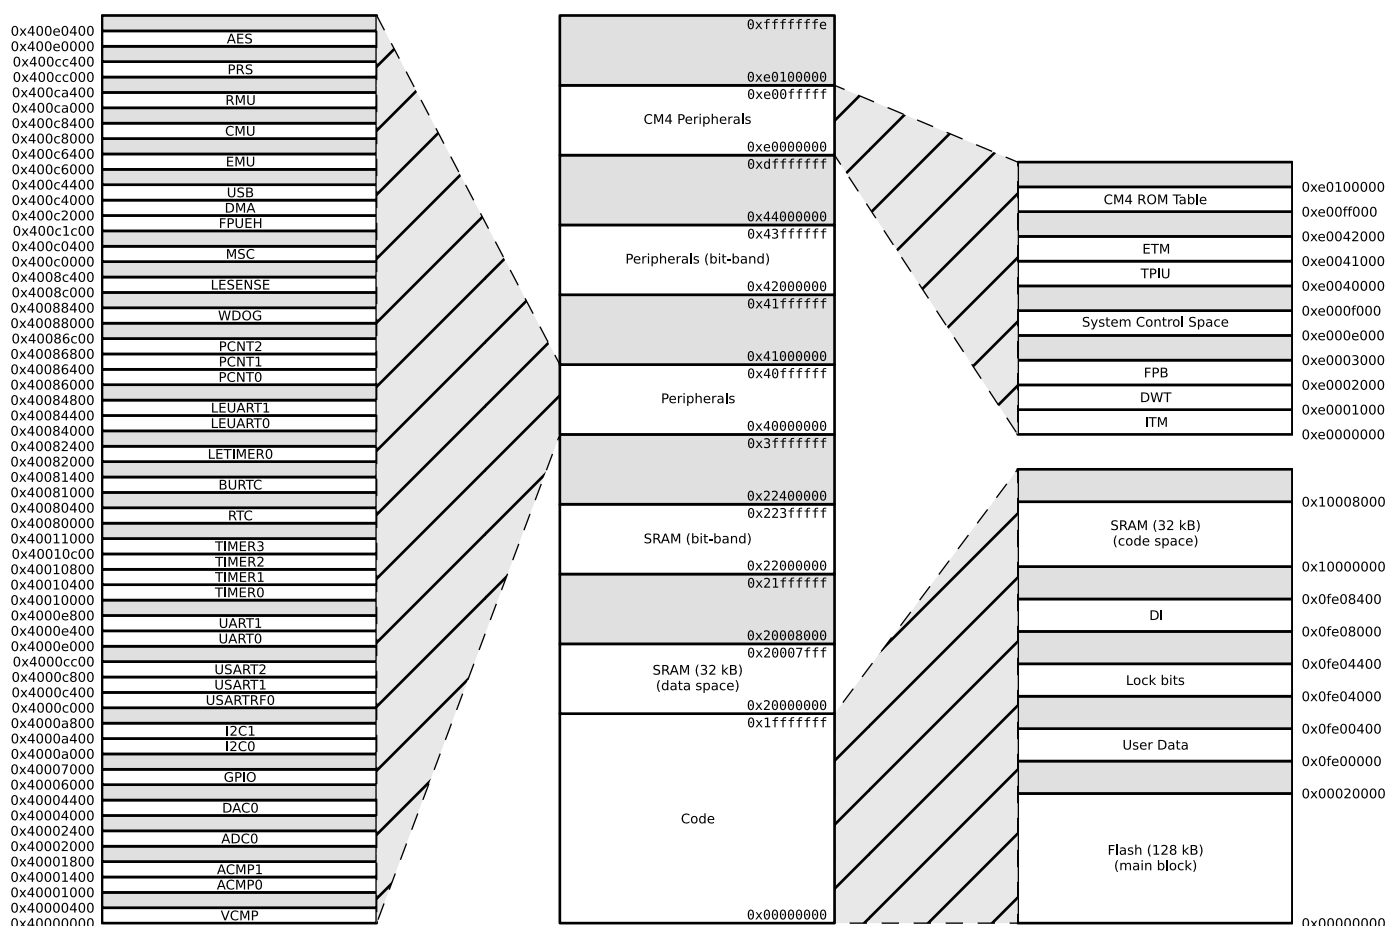 0x400e0400
AES
0x400e0000
0x400cc400
PRS
0x400cc000
0x400ca400
RMU
0x400ca000
0x400c8400
CMU
0x400c8000
0x400c6400
EMU
0x400c6000
0x400c4400
USB
0x400c4000
DMA
0x400c2000
FPUEH
0x400c1c00
0x400c0400
MSC
0x400c0000
0x4008c400
LESENSE
0x4008c000
0x40088400
WDOG
0x40088000
0x40086c00
PCNT2
0x40086800
PCNT1
0x40086400
PCNT0
0x40086000
0x40084800
LEUART1
0x40084400
LEUART0
0x40084000
0x40082400
LETIMER0
0x40082000
0x40081400
BURTC
0x40081000
0x40080400
RTC
0x40080000
0x40011000
TIMER3
0x40010c00
TIMER2
0x40010800
TIMER1
0x40010400
TIMER0
0x40010000
0x4000e800
UART1
0x4000e400
UART0
0x4000e000
0x4000cc00
USART2
0x4000c800
USART1
0x4000c400
USARTRF0
0x4000c000
0x4000a800
I2C1
0x4000a400
I2C0
0x4000a000
0x40007000
GPIO
0x40006000
0x40004400
DAC0
0x40004000
0x40002400
ADC0
0x40002000
0x40001800
ACMP1
0x40001400
ACMP0
0x40001000
0x40000400
VCMP
0x40000000
0xfffffffe
0xe0100000
0xe00fffff
CM4 Peripherals
0xe0000000
0xdfffffff
0x44000000
0x43ffffff
Peripherals (bit-band)
0x42000000
0x41ffffff
0x41000000
0x40ffffff
Peripherals
0x40000000
0x3fffffff
0x22400000
0x223fffff
SRAM (bit-band)
0x22000000
0x21ffffff
0x20008000
0x20007fff
SRAM (32 kB)
(data space)
0x20000000
0x1fffffff
Code
0x00000000
0xe0100000
CM4 ROM Table
0xe00ff000
0xe0042000
ETM
0xe0041000
TPIU
0xe0040000
0xe000f000
System Control Space
0xe000e000
0xe0003000
FPB
0xe0002000
DWT
0xe0001000
ITM
0xe0000000
0x10008000
SRAM (32 kB)
(code space)
0x10000000
0x0fe08400
DI
0x0fe08000
0x0fe04400
Lock bits
0x0fe04000
0x0fe00400
User Data
0x0fe00000
0x00020000
Flash (128 kB)
(main block)
0x00000000